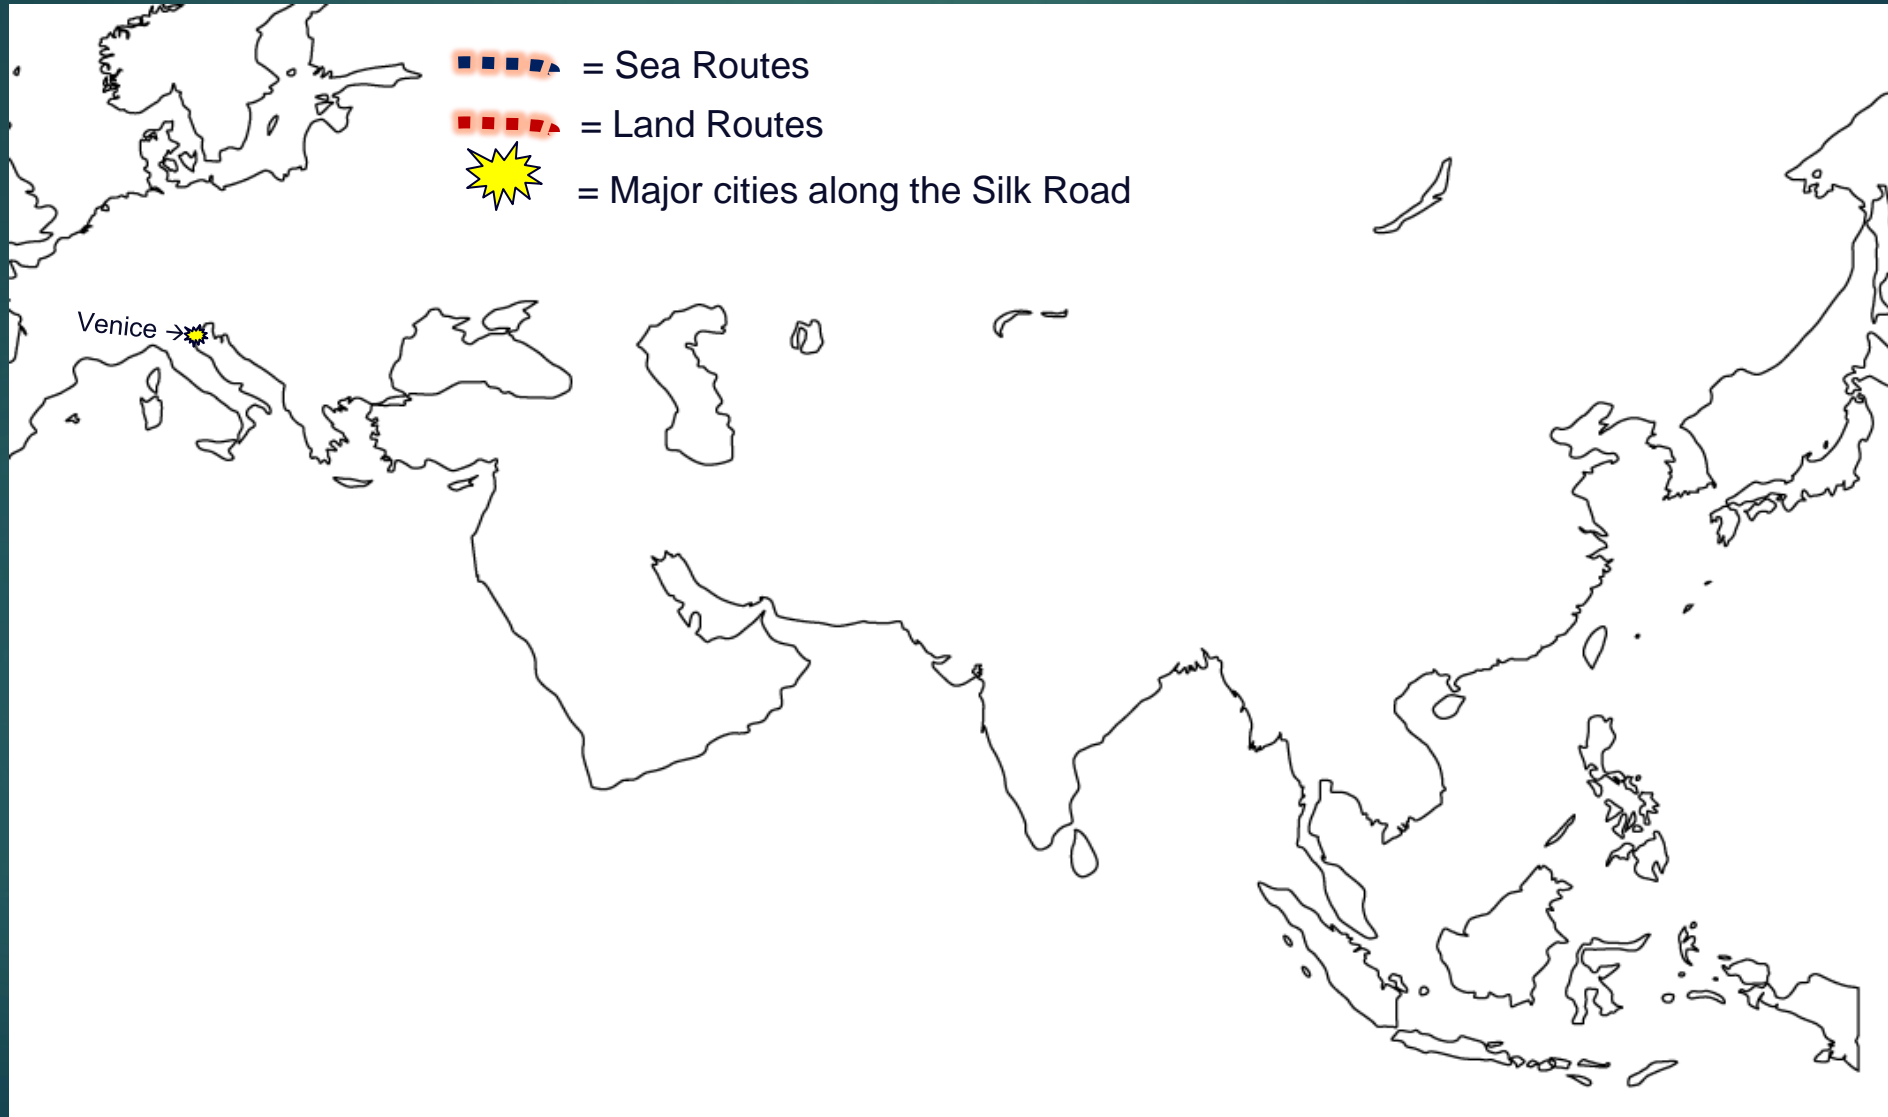 = Sea Routes
= Land Routes
= Major cities along the Silk Road
Venice →